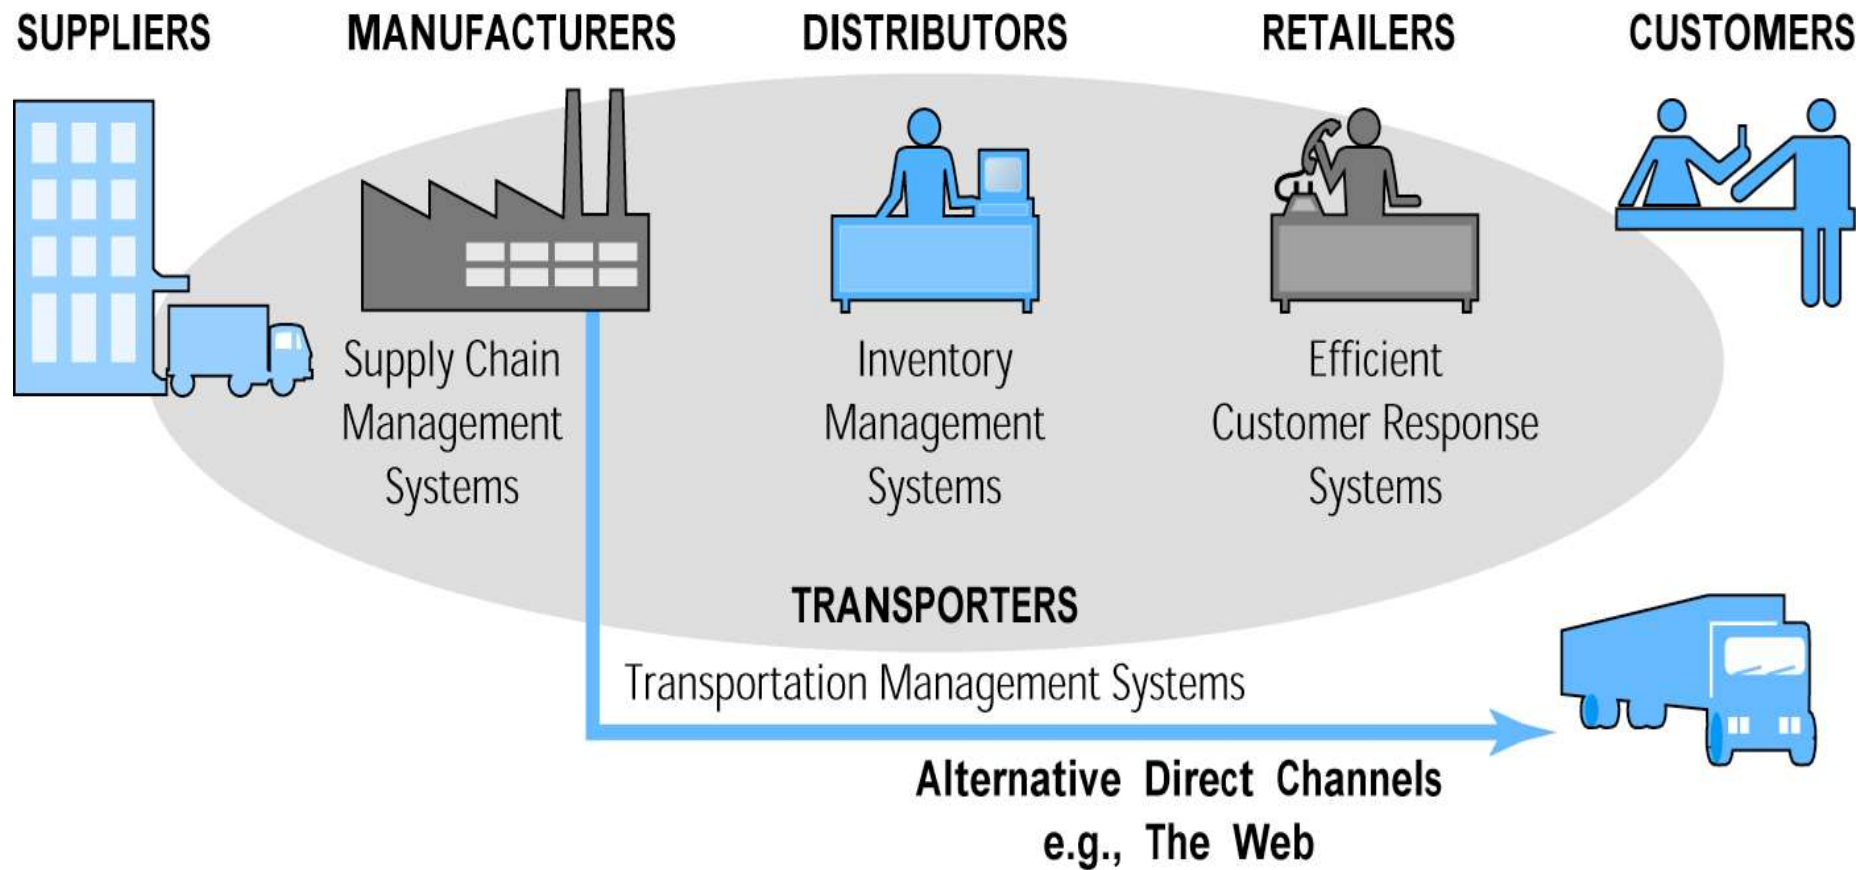 SUPPLIERS MANUFACTURERS DISTRIBUTORS RETAILERS CUSTOMERS
Supply Chain
Management
Systems
Inventory
Management
Systems
Efficient
Customer Response
Systems
TRANSPORTERS
Transportation Management Systems
Alternative Direct Channels
e.g., The Web